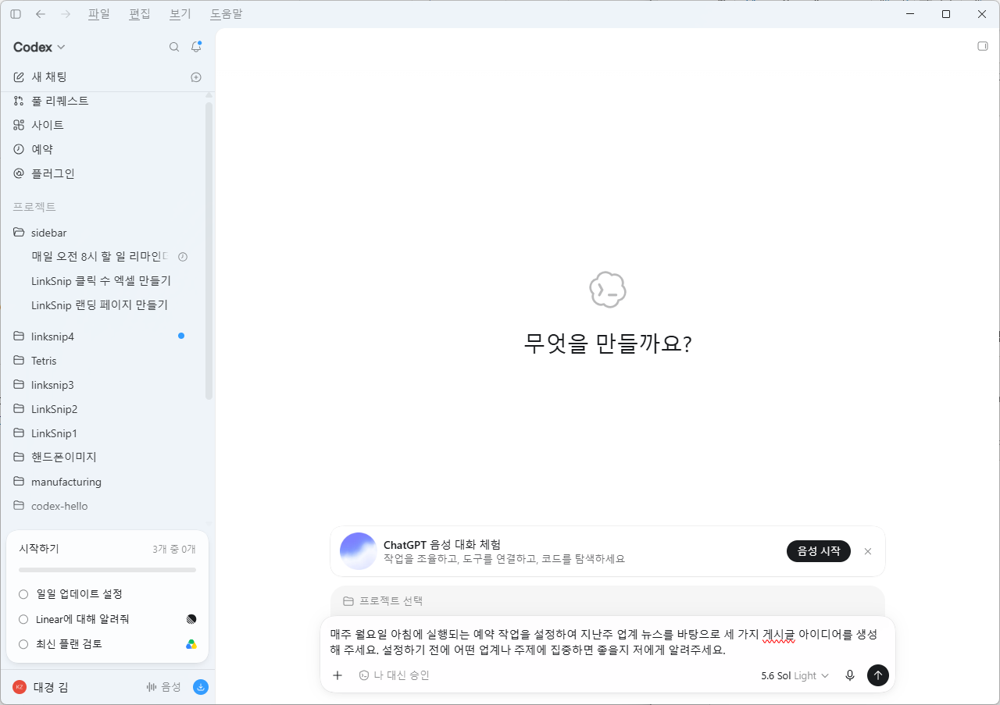 파일 편집 보기 도움말
Codex
새 채팅
풀 리퀘스트
사이트
예약
플러그인
프로젝트
sidebar
매일 오전 8시 할 일 리마인
LinkSnip 클릭 수 엑셀 만들기
LinkSnip 랜딩 페이지 만들기
linksnip4
Tetris
linksnip3
LinkSnip2
LinkSnip1
핸드폰이미지
manufacturing
codex-hello
시작하기 3개 중 0개
일일 업데이트 설정
Linear에 대해 알려줘
최신 플랜 검토
KZ 대경 김 음성
무엇을 만들까요?
ChatGPT 음성 대화 체험
작업을 조율하고, 도구를 연결하고, 코드를 탐색하세요
음성 시작
프로젝트 선택
매주 월요일 아침에 실행되는 예약 작업을 설정하여 지난주 업계 뉴스를 바탕으로 세 가지 게시글 아이디어를 생성
해 주세요. 설정하기 전에 어떤 업계나 주제에 집중하면 좋을지 저에게 알려주세요.
나 대신 승인 5.6 Sol Light